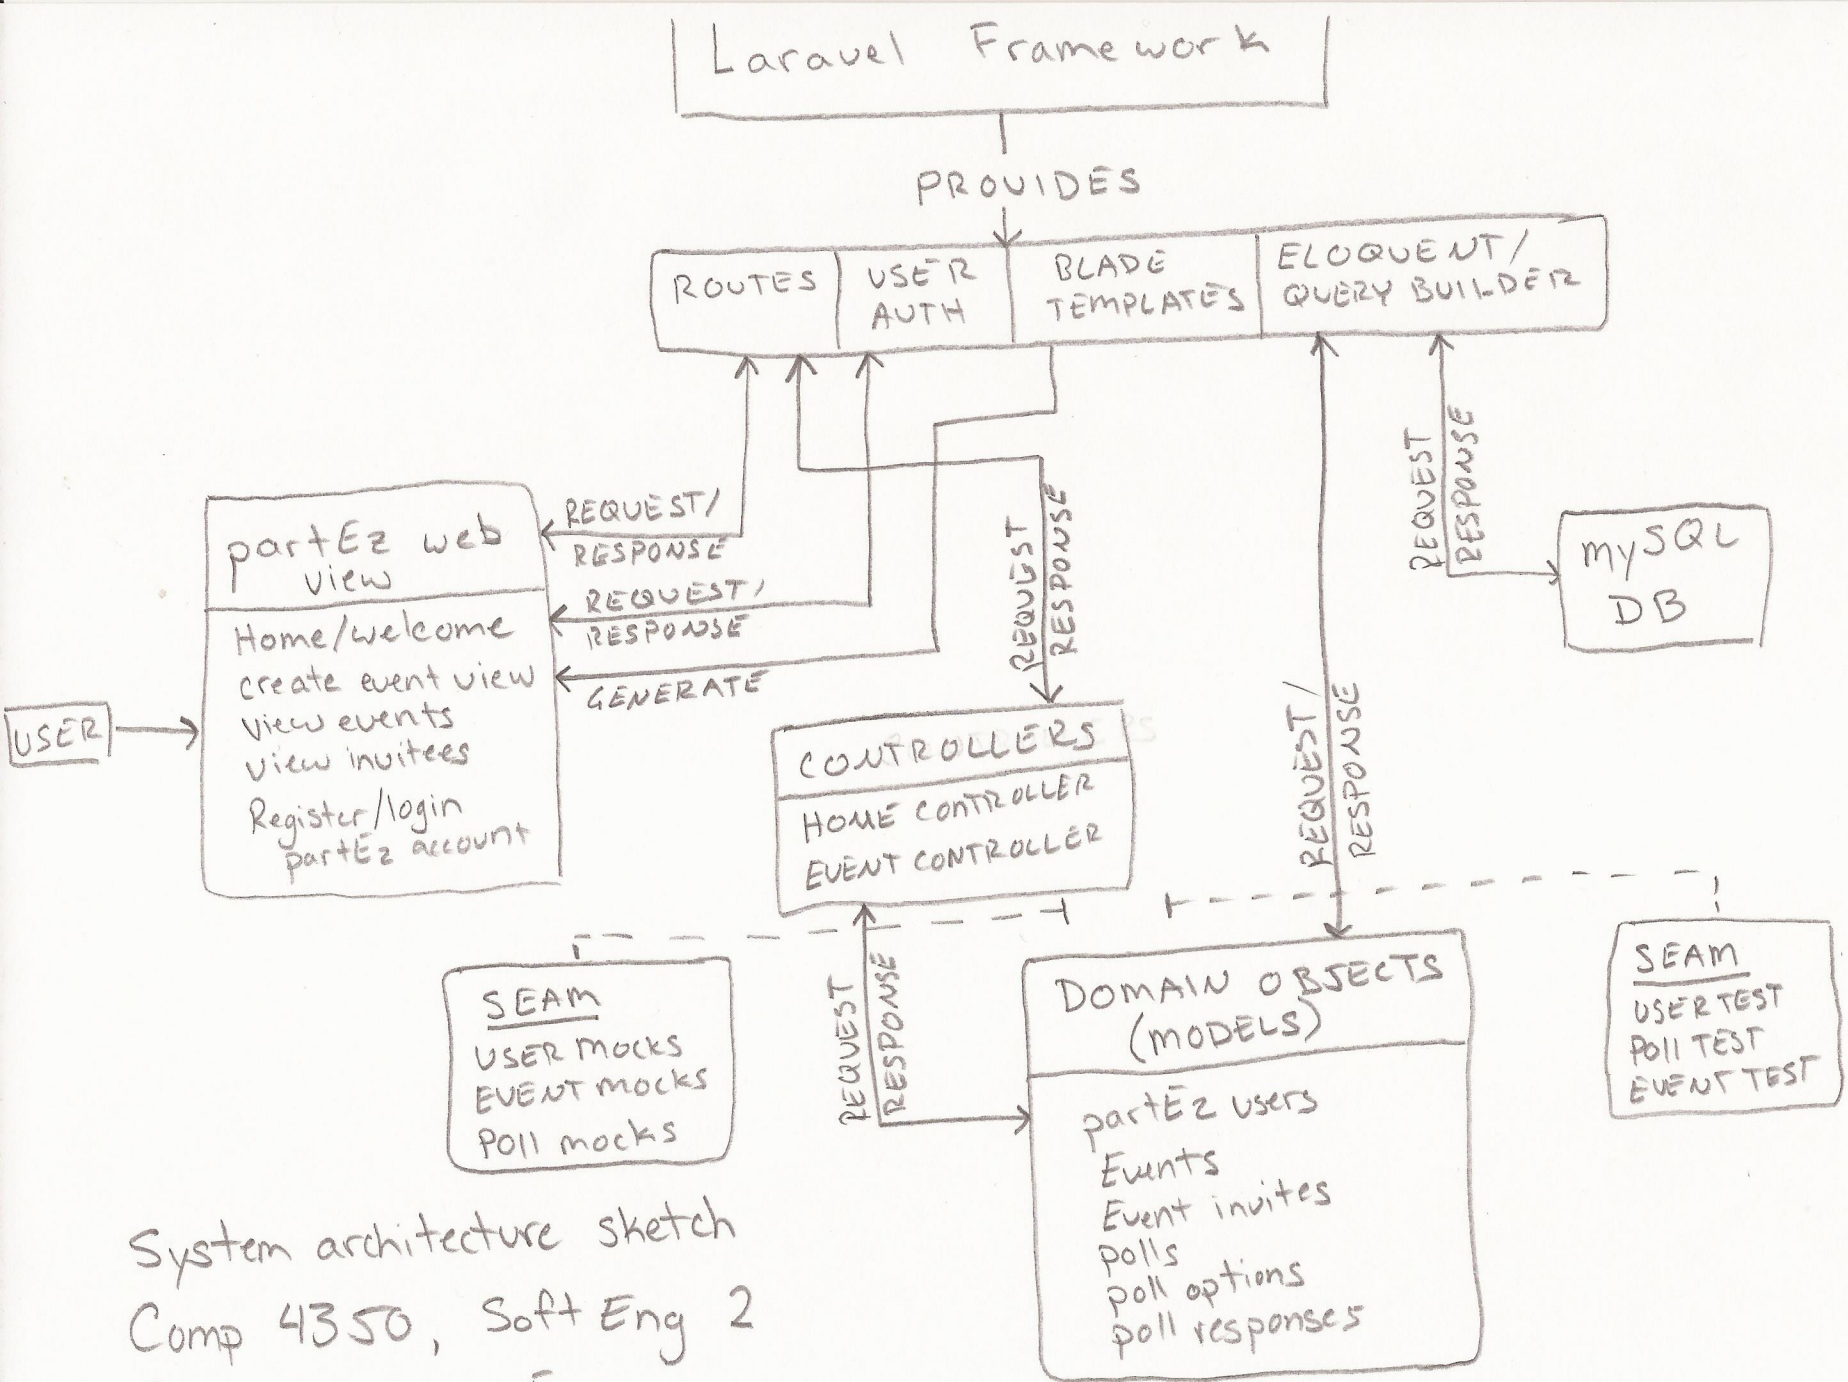 Laravel Framework
PROVIDES
ROUTES
USER
AUTH
BLADE
TEMPLATES
ELOQUENT/
QUERY BUILDER
REQUEST/
RESPONSE
REQUEST/
RESPONSE
GENERATE
REQUEST
RESPONSE
REQUEST/
RESPONSE
REQUEST
RESPONSE
mySQL
DB
USER
partEz web
view
Home/welcome
create event view
view events
view invitees
Register/login
partEz account
CONTROLLERS
HOME CONTROLLER
EVENT CONTROLLER
REQUEST
RESPONSE
SEAM
USER mocks
EVENT mocks
Poll mocks
DOMAIN OBJECTS
(MODELS)
partEz users
Events
Event invites
polls
poll options
poll responses
SEAM
USER TEST
Poll TEST
EVENT TEST
System architecture sketch
Comp 4350, Soft Eng 2